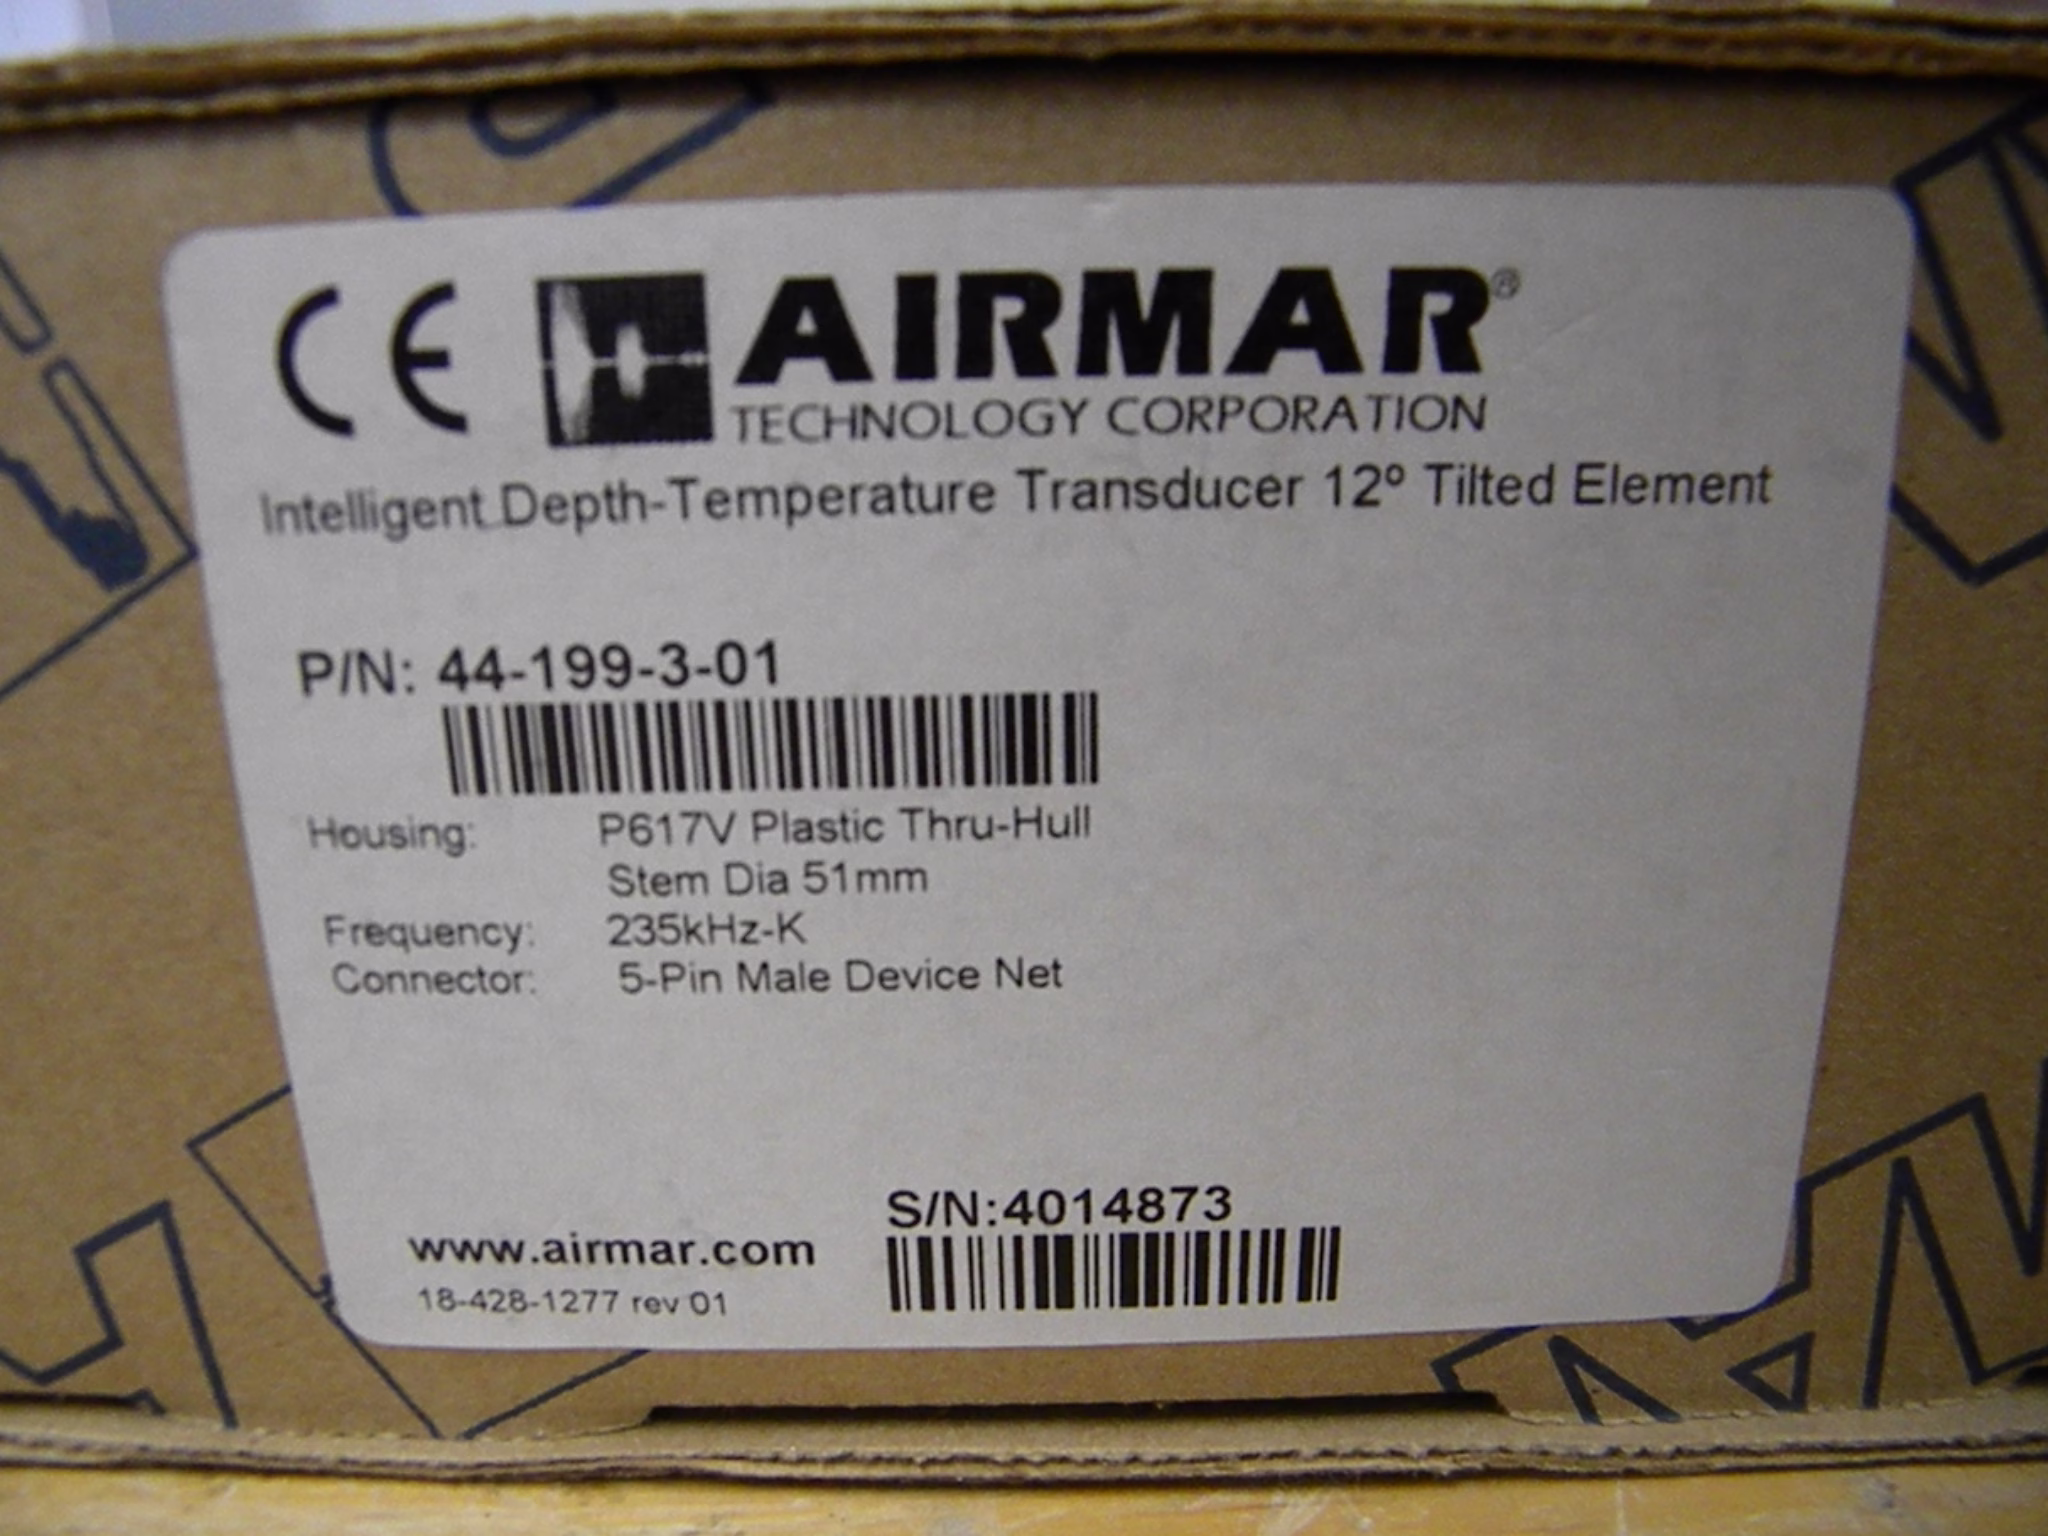 CE AIRMAR®
TECHNOLOGY CORPORATION
Intelligent Depth-Temperature Transducer 12º Tilted Element
P/N: 44-199-3-01
Housing: P617V Plastic Thru-Hull
Stem Dia 51mm
Frequency: 235kHz-K
Connector: 5-Pin Male Device Net
S/N:4014873
www.airmar.com
18-428-1277 rev 01